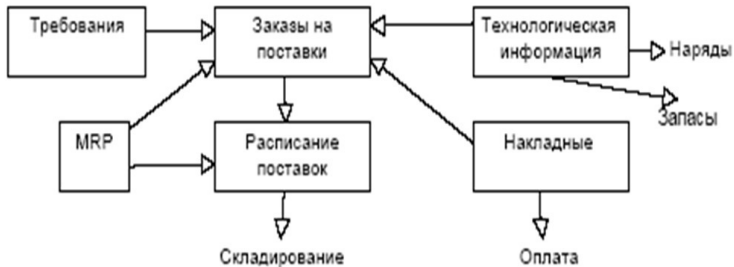 Требования
Заказы на
поставки
Технологическая
информация
Наряды
Запасы
MRP
Расписание
поставок
Накладные
Складирование
Оплата